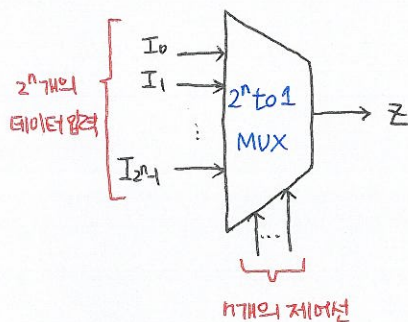 2ⁿ개의
데이터입력
I₀
I₁
⋮
I₂ⁿ₋₁
2ⁿ to 1
MUX
Z
...
n개의 제어선